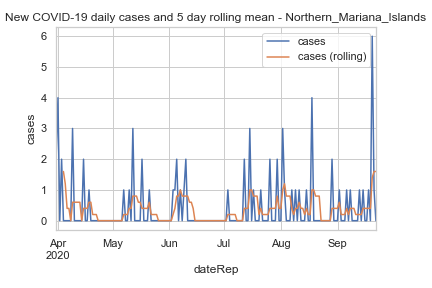 New COVID-19 daily cases and 5 day rolling mean - Northern_Mariana_Islands
cases
cases (rolling)
cases
6
5
4
3
2
1
0
Apr
2020
May
Jun
Jul
Aug
Sep
dateRep